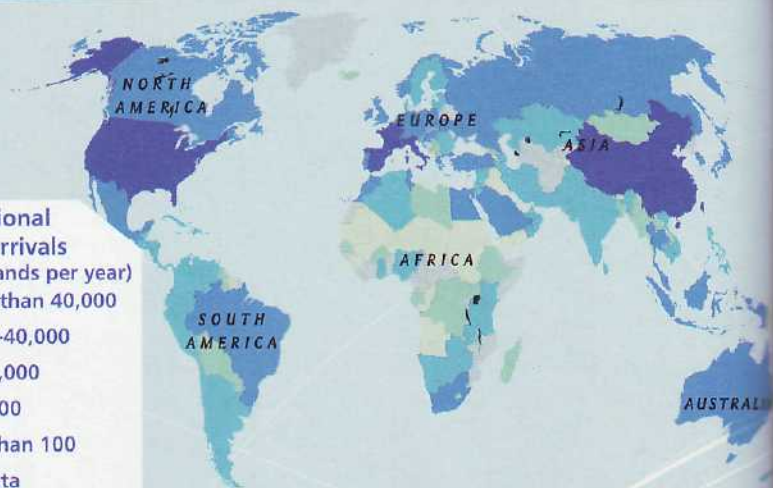 NORTH
AMERICA
EUROPE
ASIA
AFRICA
SOUTH
AMERICA
AUSTRAL
ional
rrivals
ands per year)
than 40,000
-40,000
,000
00
han 100
ta